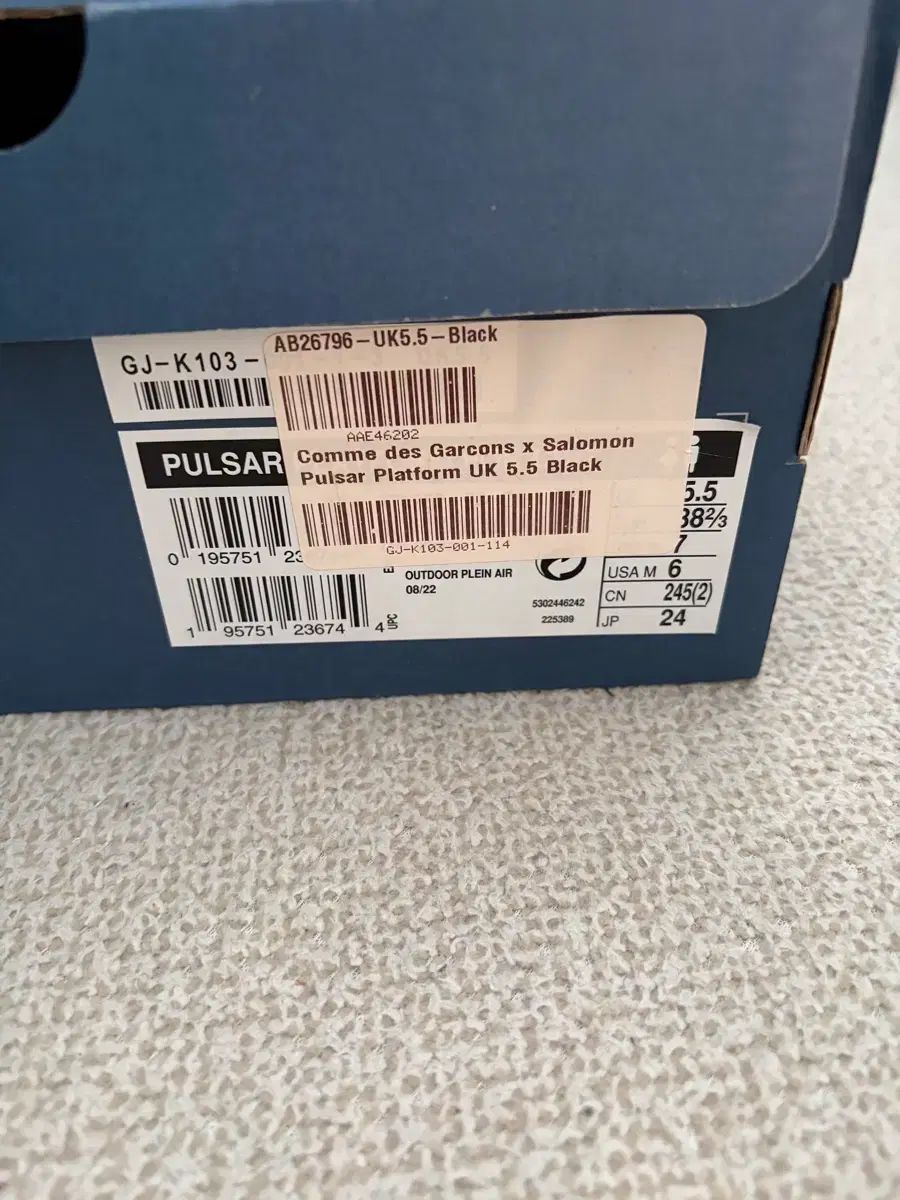 AB26796-UK5.5-Black
GJ-K103-
AAE46202
Comme des Garcons x Salomon
Pulsar Platform UK 5.5 Black
GJ-K103-001-114
PULSAR
5.5
38⅔
7
0 195751 23
OUTDOOR PLEIN AIR
08/22
USA M 6
CN 245(2)
JP 24
5302446242
225389
1 95751 23674 4
UPC